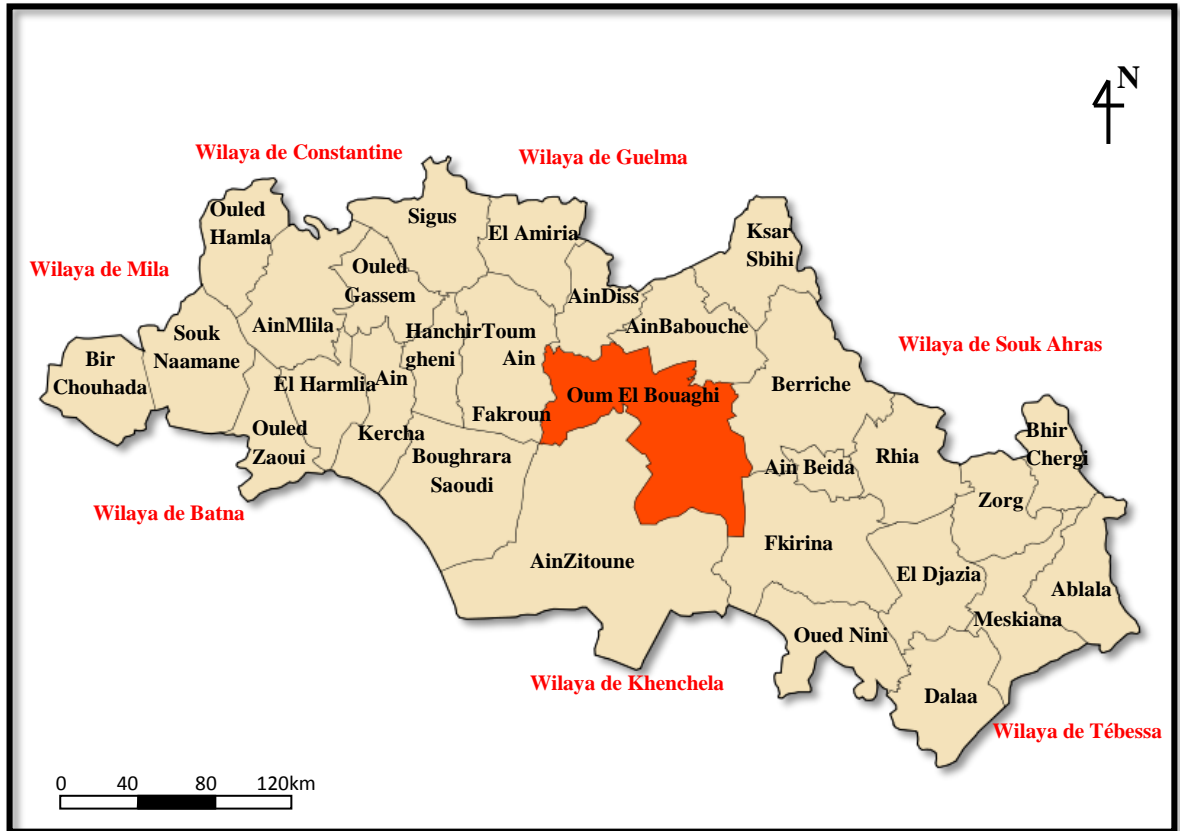 N
Wilaya de Constantine
Wilaya de Guelma
Ouled
Hamla
Sigus
El Amiria
Ksar
Sbihi
Wilaya de Mila
Ouled
Gassem
AinDiss
AinMlila
HanchirToum
gheni
AinBabouche
Souk
Naamane
Wilaya de Souk Ahras
Bir
Chouhada
El Harmlia
Ain
Kercha
Ain
Fakroun
Oum El Bouaghi
Berriche
Ouled
Zaoui
Boughrara
Saoudi
Ain Beida
Rhia
Bhir
Chergi
Zorg
Wilaya de Batna
AinZitoune
Fkirina
El Djazia
Ablala
Meskiana
Oued Nini
Wilaya de Khenchela
Dalaa
Wilaya de Tébessa
0 40 80 120km